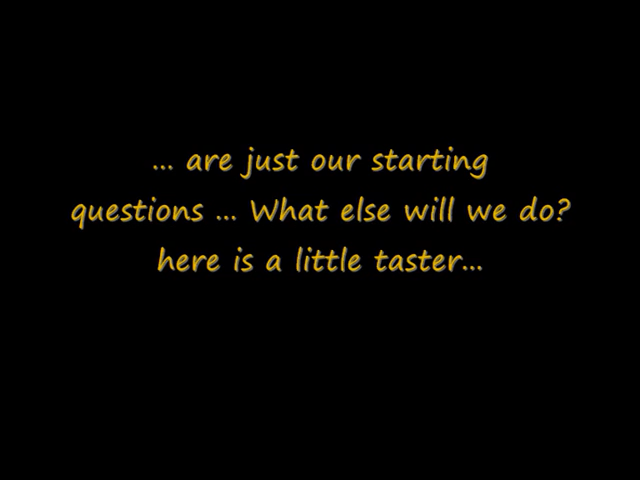 ... are just our starting
questions ... What else will we do?
here is a little taster...